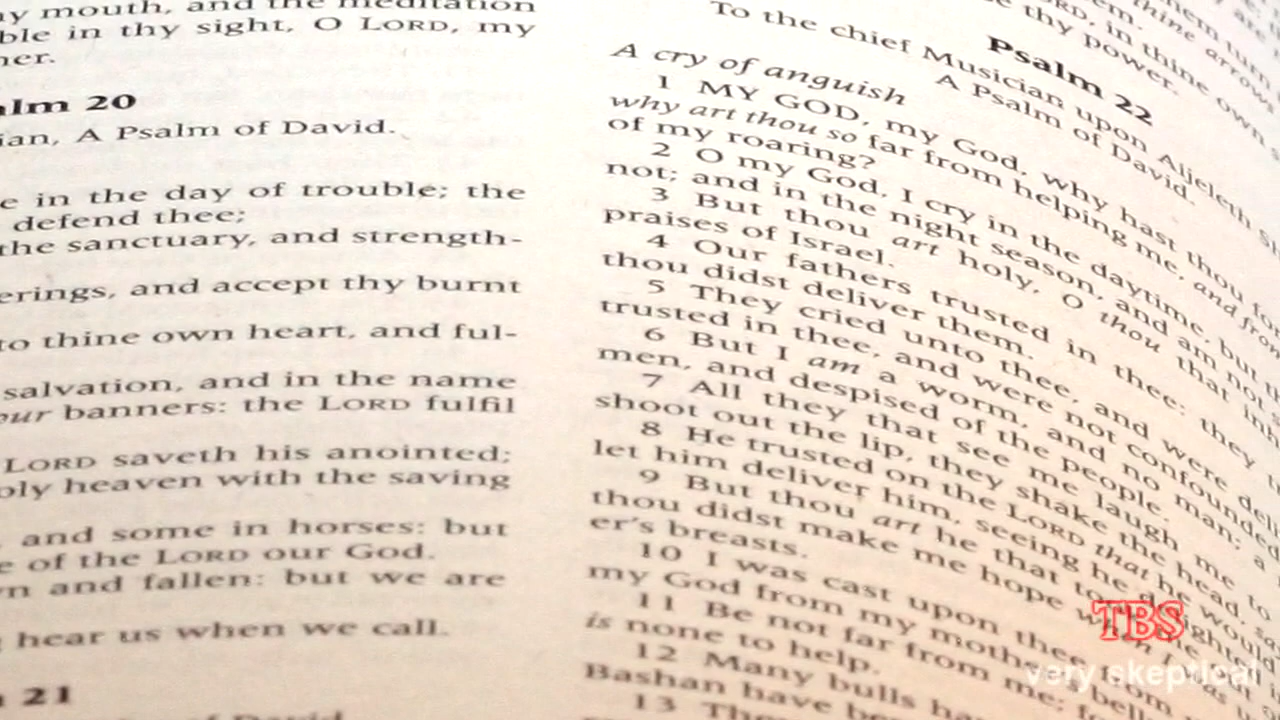 my mouth, and the meditation
ble in thy sight, O LORD, my
her.
alm 20
ian, A Psalm of David.
e in the day of trouble; the
defend thee;
the sanctuary, and strength-
erings, and accept thy burnt
to thine own heart, and ful-
salvation, and in the name
our banners: the LORD fulfil
LORD saveth his anointed;
oly heaven with the saving
and some in horses: but
e of the LORD our God.
n and fallen: but we are
hear us when we call.
21
of David
thine arrows
LORD, in thine own
thy power.
Psalm 22
To the chief Musician upon Aijeleth
A Psalm of David.
A cry of anguish
1 MY GOD, my God, why hast thou
why art thou so far from helping me, and from
of my roaring?
2 O my God, I cry in the daytime, but
not; and in the night season, and am not
3 But thou art holy, O thou that
praises of Israel.
4 Our fathers trusted in thee: they
thou didst deliver them.
5 They cried unto thee, and were
trusted in thee, and were not confounded
6 But I am a worm, and no man; a
men, and despised of the people.
7 All they that see me laugh me
shoot out the lip, they shake the head,
8 He trusted on the LORD that he would
let him deliver him, seeing he
9 But thou art he that
thou didst make me hope
er's breasts.
10 I was cast upon thee from
my God from my mother's belly
11 Be not far from me;
is none to help.
12 Many bulls
Bashan have
13
TBS
very skeptical